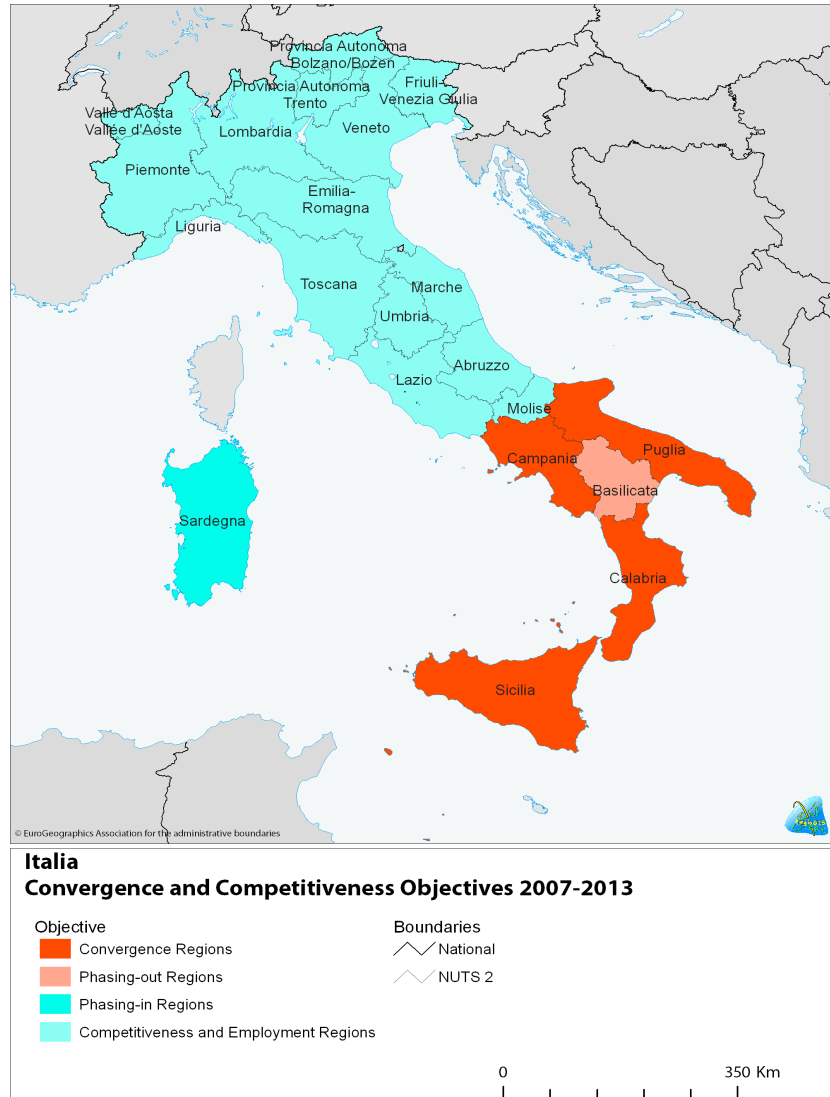 Provincia Autonoma
Bolzano/Bozen
Friuli-
Venezia Giulia
Provincia Autonoma
Trento
Valle d'Aosta
Vallée d'Aoste
Lombardia
Veneto
Piemonte
Emilia-
Romagna
Liguria
Toscana
Marche
Umbria
Abruzzo
Lazio
Molise
Puglia
Campania
Basilicata
Sardegna
Calabria
Sicilia
© EuroGeographics Association for the administrative boundaries
Italia
Convergence and Competitiveness Objectives 2007-2013
Objective
Boundaries
Convergence Regions
National
Phasing-out Regions
NUTS 2
Phasing-in Regions
Competitiveness and Employment Regions
0 350 Km